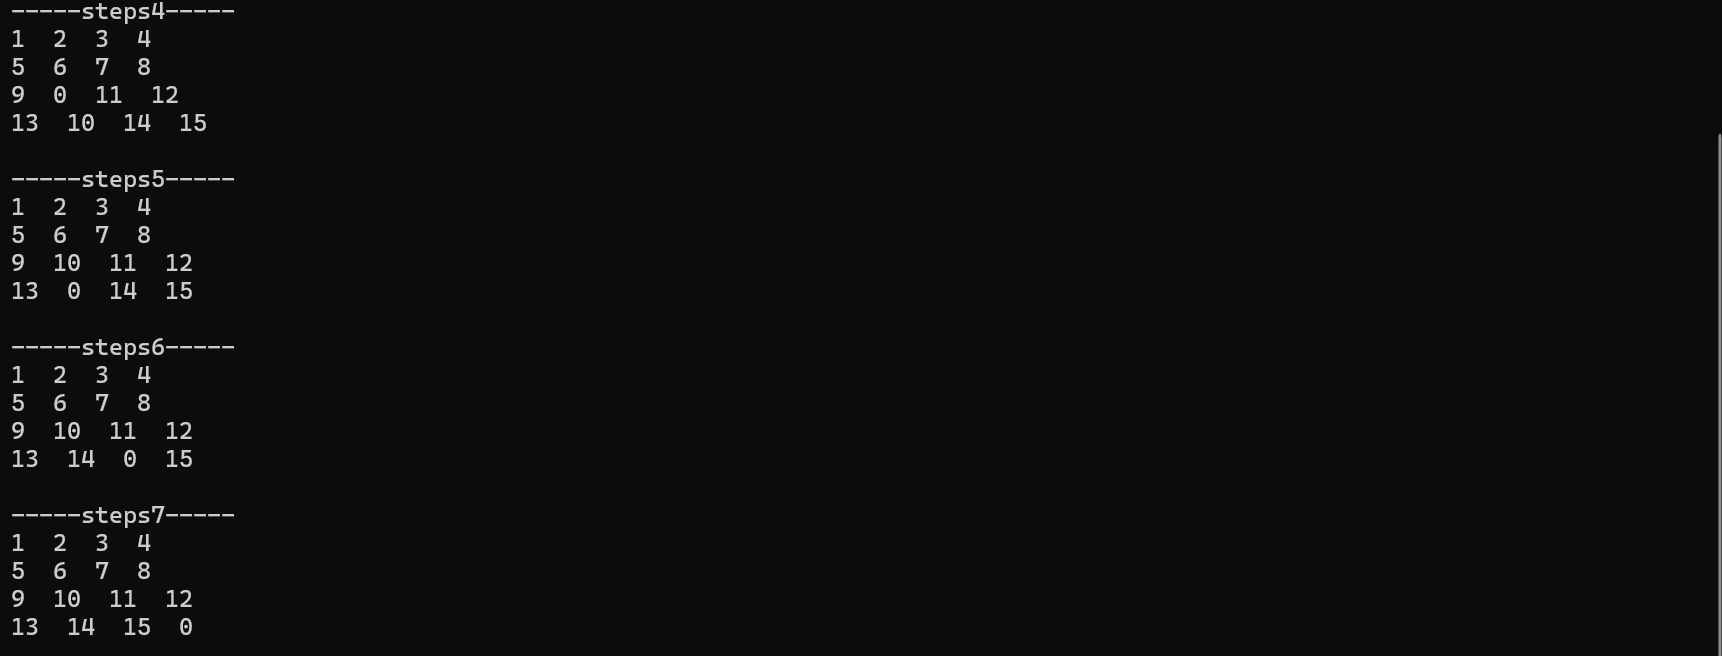 -----steps4-----
1  2  3  4
5  6  7  8
9  0  11  12
13  10  14  15

-----steps5-----
1  2  3  4
5  6  7  8
9  10  11  12
13  0  14  15

-----steps6-----
1  2  3  4
5  6  7  8
9  10  11  12
13  14  0  15

-----steps7-----
1  2  3  4
5  6  7  8
9  10  11  12
13  14  15  0